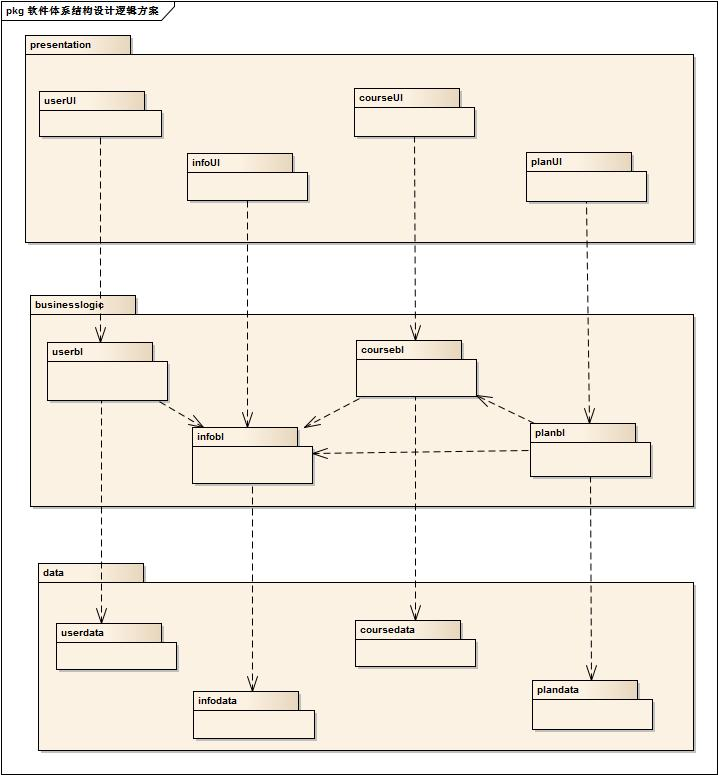 pkg 软件体系结构设计逻辑方案
presentation
userUI
courseUI
infoUI
planUI
businesslogic
userbl
coursebl
infobl
planbl
data
userdata
coursedata
infodata
plandata